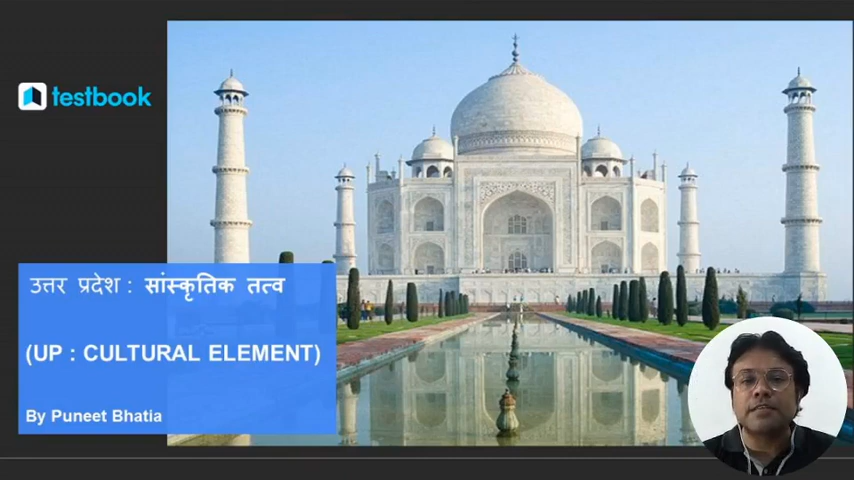 testbook
उत्तर प्रदेश : सांस्कृतिक तत्व
(UP : CULTURAL ELEMENT)
By Puneet Bhatia